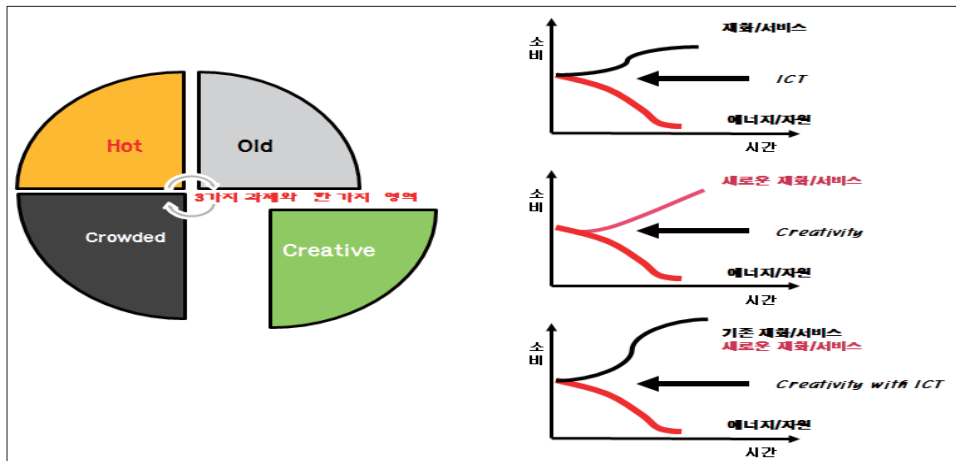 Hot
Old
3가지 과제와 한 가지 영역
Crowded
Creative
소비
재화/서비스
ICT
에너지/자원
시간
소비
새로운 재화/서비스
Creativity
에너지/자원
시간
소비
기존 재화/서비스
새로운 재화/서비스
Creativity with ICT
에너지/자원
시간